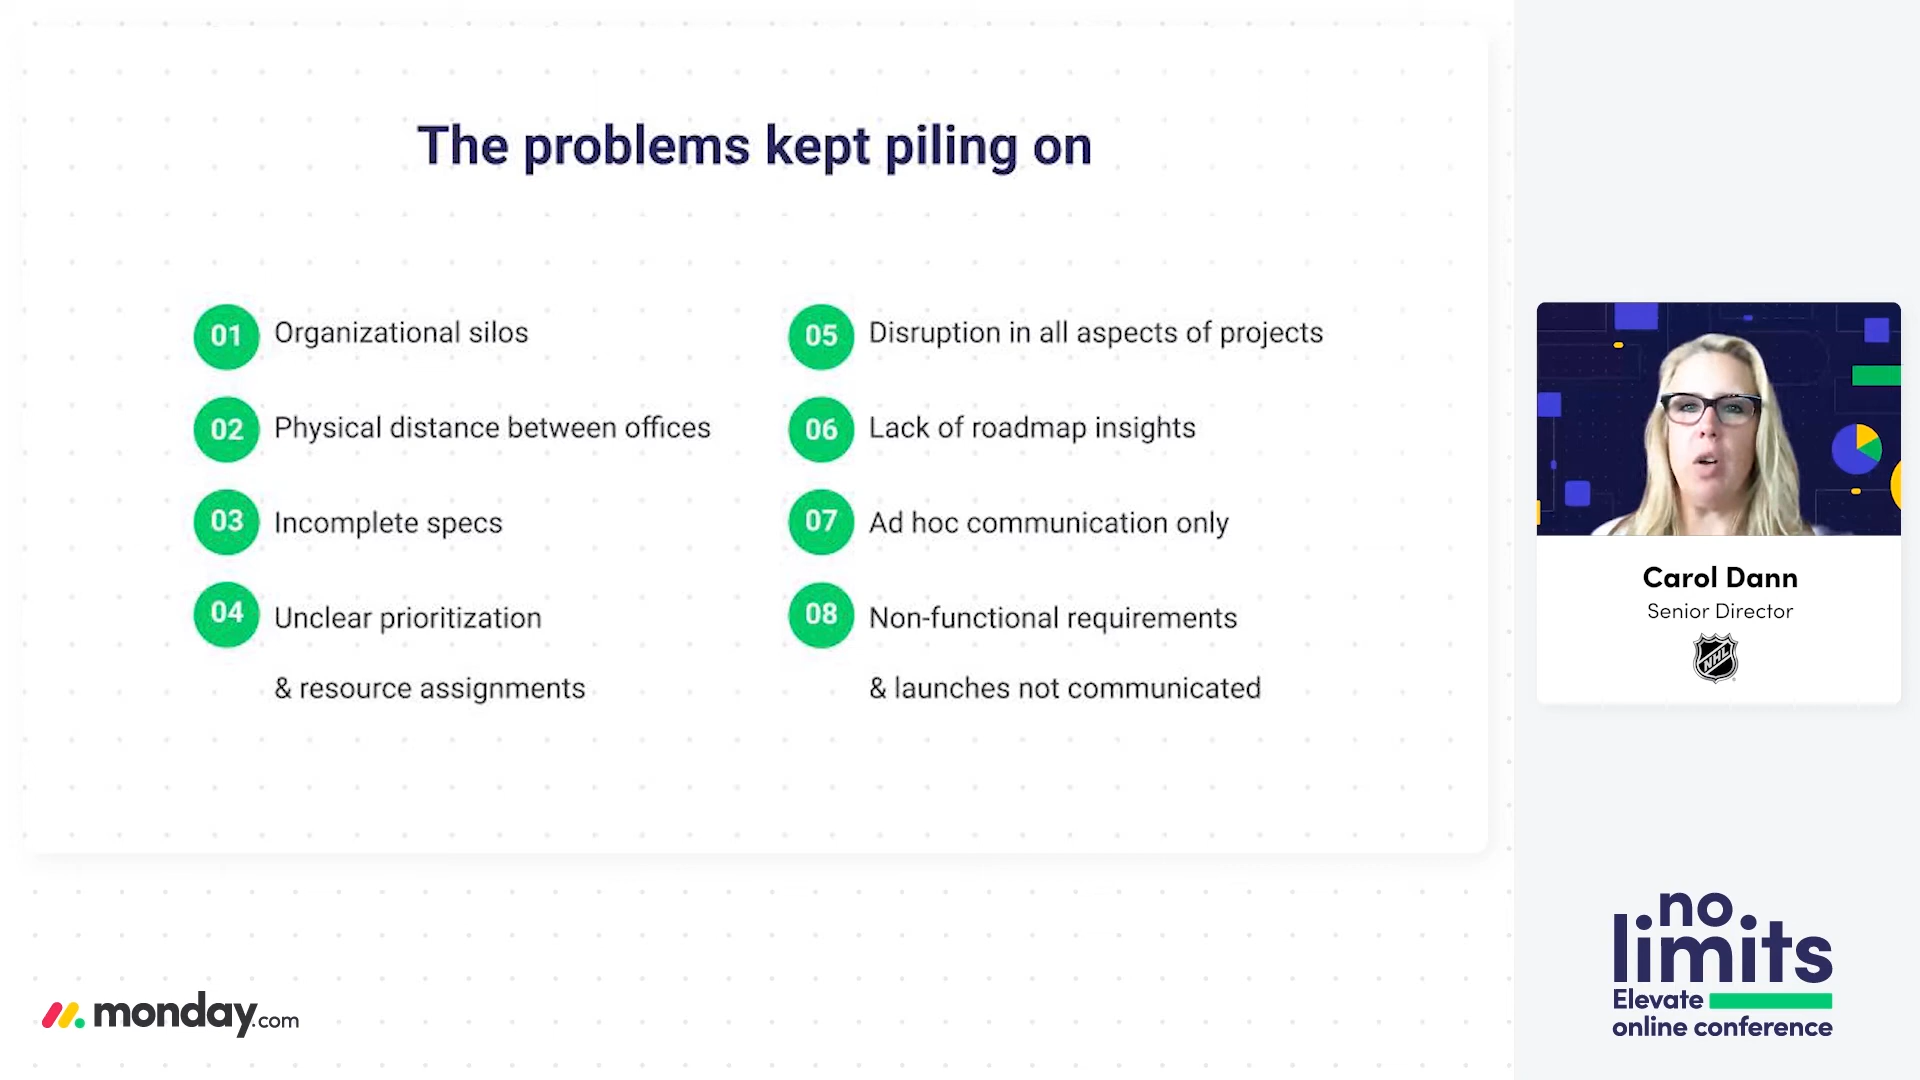 The problems kept piling on
01 Organizational silos
02 Physical distance between offices
03 Incomplete specs
04 Unclear prioritization
& resource assignments
05 Disruption in all aspects of projects
06 Lack of roadmap insights
07 Ad hoc communication only
08 Non-functional requirements
& launches not communicated
Carol Dann
Senior Director
NHL
monday.com
no
limits
Elevate
online conference